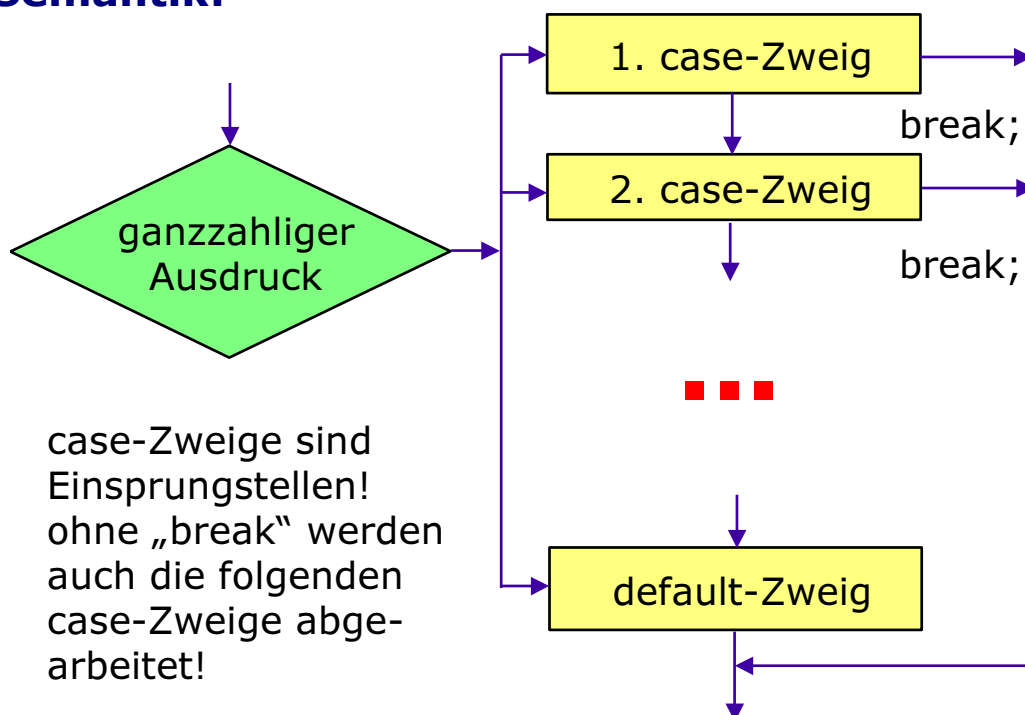 Semantik:
1. case-Zweig
break;
2. case-Zweig
break;
ganzzahliger
Ausdruck
case-Zweige sind
Einsprungstellen!
ohne „break“ werden
auch die folgenden
case-Zweige abge-
arbeitet!
default-Zweig